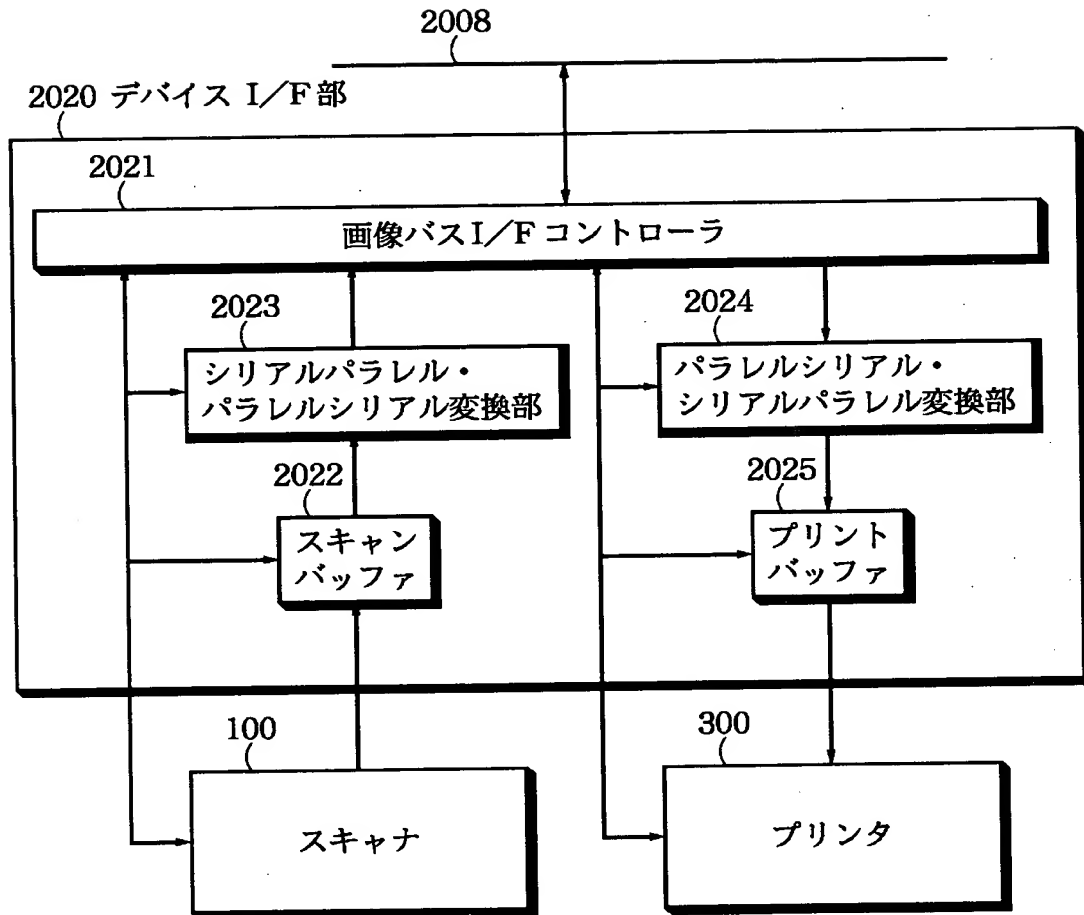 2008
2020 デバイス I／F部
2021
画像バスI／Fコントローラ
2023
シリアルパラレル・
パラレルシリアル変換部
2024
パラレルシリアル・
シリアルパラレル変換部
2022
スキャン
バッファ
2025
プリント
バッファ
100
スキャナ
300
プリンタ